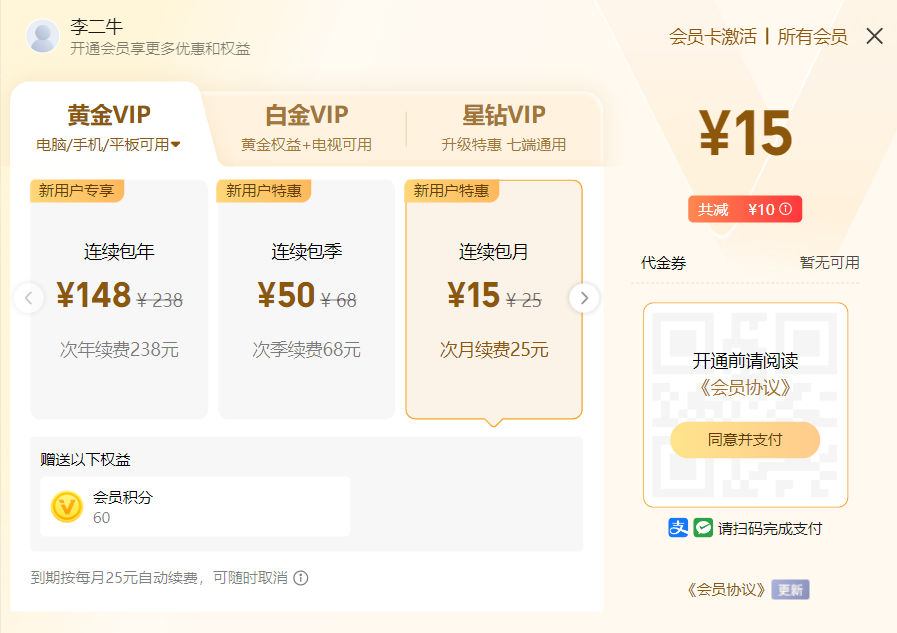 李二牛
开通会员享更多优惠和权益
会员卡激活 | 所有会员
黄金VIP
电脑/手机/平板可用
白金VIP
黄金权益+电视可用
星钻VIP
升级特惠 七端通用
新用户专享
连续包年
¥148 ¥238
次年续费238元
新用户特惠
连续包季
¥50 ¥68
次季续费68元
新用户特惠
连续包月
¥15 ¥25
次月续费25元
赠送以下权益
会员积分
60
到期按每月25元自动续费，可随时取消
¥15
共减 ¥10
代金券 暂无可用
开通前请阅读
《会员协议》
同意并支付
支 请扫码完成支付
《会员协议》 更新